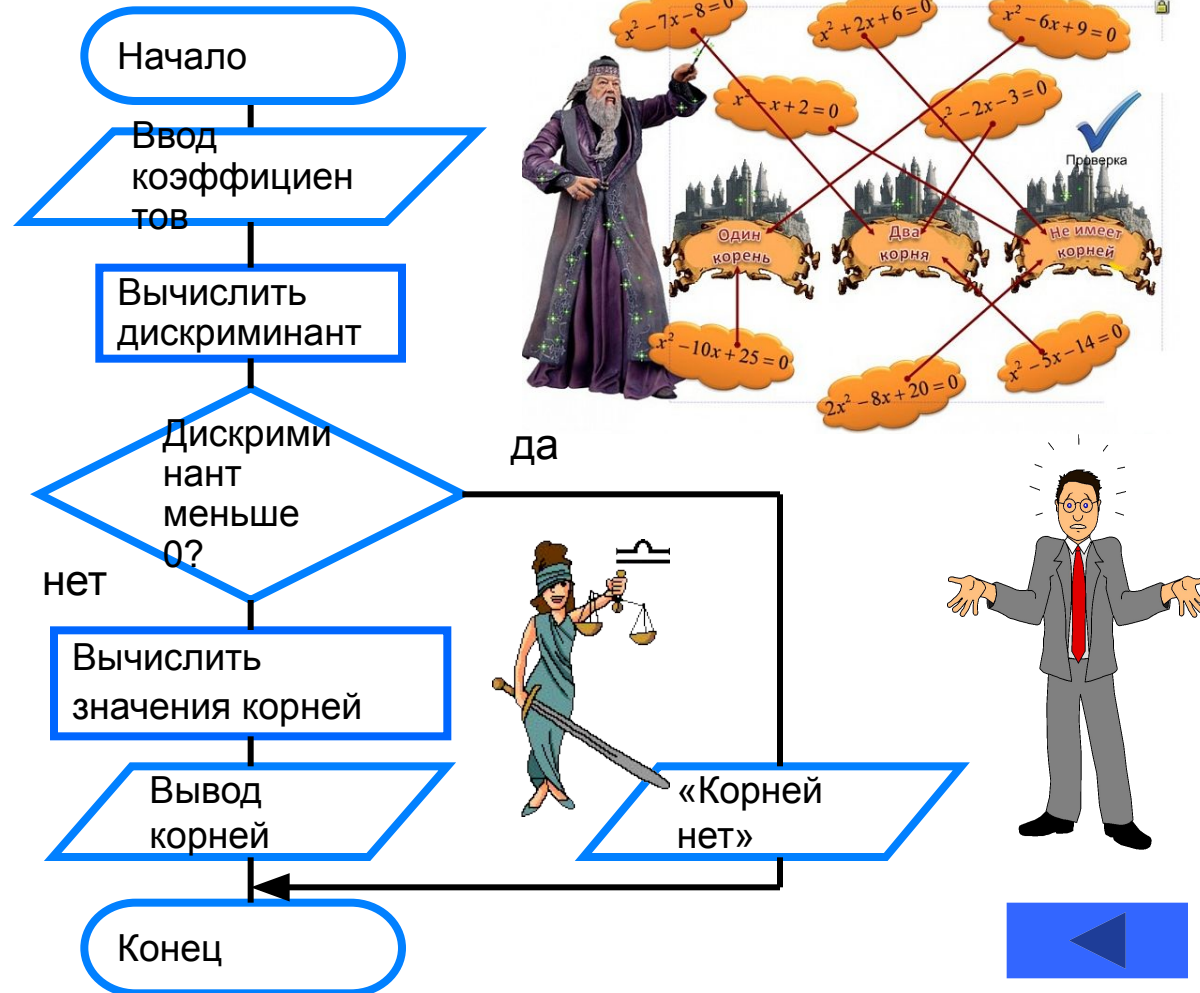 Начало
Ввод
коэффициен
тов
Вычислить
дискриминант
Дискрими
нант
меньше
0?
да
нет
Вычислить
значения корней
Вывод
корней
«Корней
нет»
Конец
x² − 7x − 8 = 0
x² + 2x + 6 = 0
x² − 6x + 9 = 0
x² − x + 2 = 0
x² − 2x − 3 = 0
Проверка
Один
корень
Два
корня
Не имеет
корней
x² − 10x + 25 = 0
2x² − 8x + 20 = 0
x² − 5x − 14 = 0